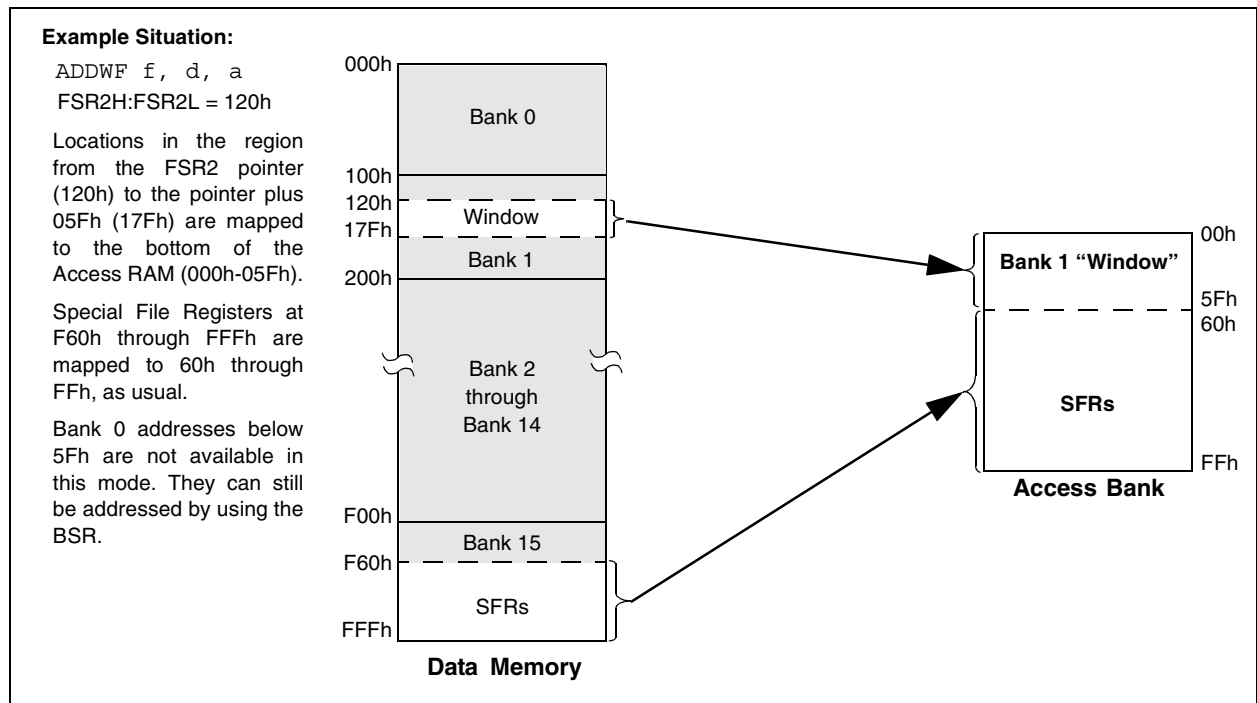 Example Situation:
ADDWF f, d, a
FSR2H:FSR2L = 120h
Locations in the region
from the FSR2 pointer
(120h) to the pointer plus
05Fh (17Fh) are mapped
to the bottom of the
Access RAM (000h-05Fh).
Special File Registers at
F60h through FFFh are
mapped to 60h through
FFh, as usual.
Bank 0 addresses below
5Fh are not available in
this mode. They can still
be addressed by using the
BSR.
000h
Bank 0
100h
120h
Window
17Fh
Bank 1
200h
Bank 2
through
Bank 14
F00h
Bank 15
F60h
SFRs
FFFh
Data Memory
00h
Bank 1 “Window”
5Fh
60h
SFRs
FFh
Access Bank